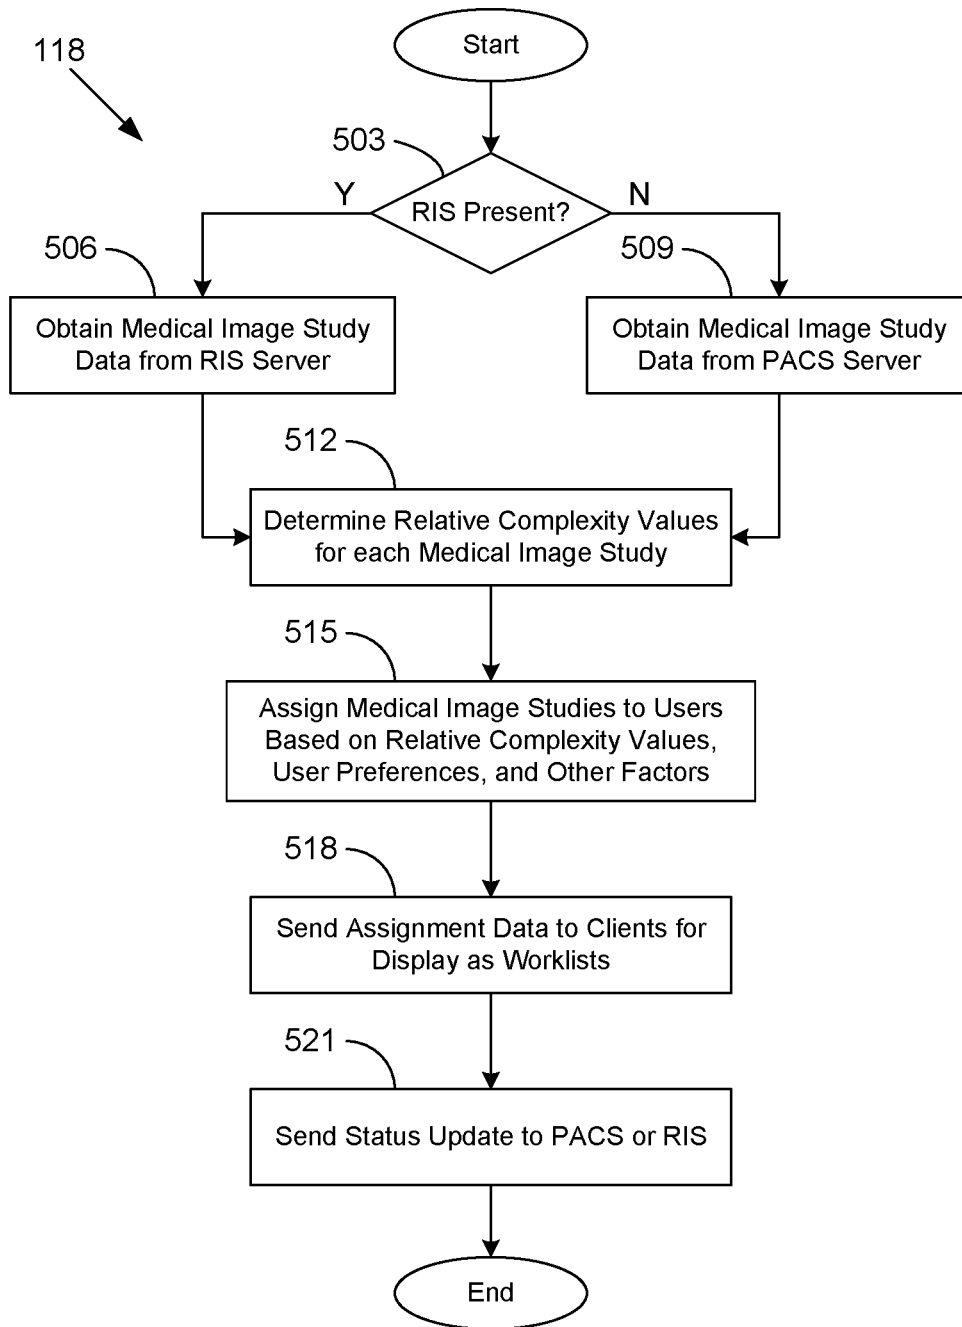 Start
118
503
Y
RIS Present?
N
506
509
Obtain Medical Image Study
Data from RIS Server
Obtain Medical Image Study
Data from PACS Server
512
Determine Relative Complexity Values
for each Medical Image Study
515
Assign Medical Image Studies to Users
Based on Relative Complexity Values,
User Preferences, and Other Factors
518
Send Assignment Data to Clients for
Display as Worklists
521
Send Status Update to PACS or RIS
End